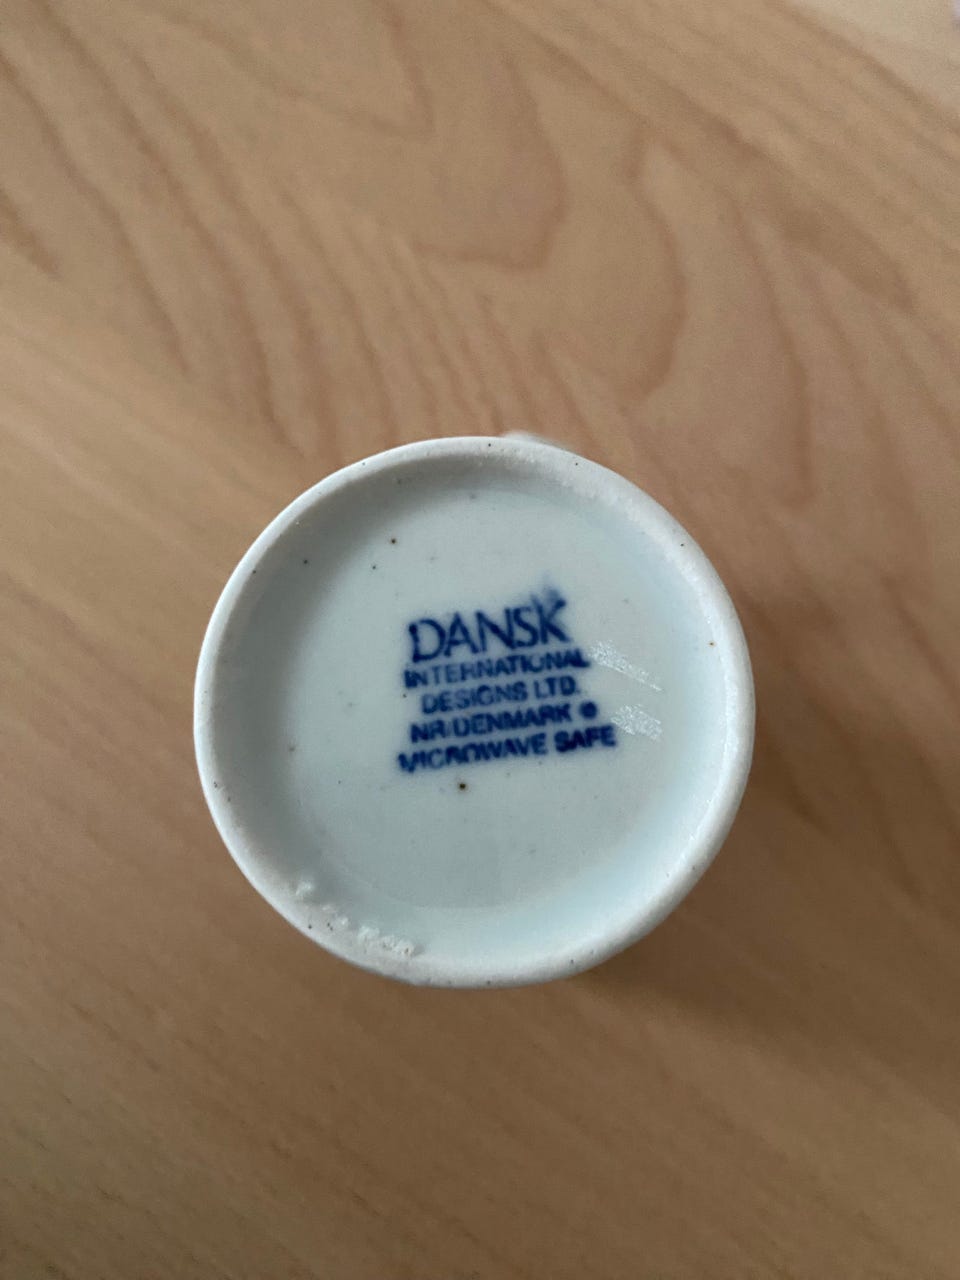 DANSK
INTERNATIONAL
DESIGNS LTD.
NR/DENMARK ®
MICROWAVE SAFE